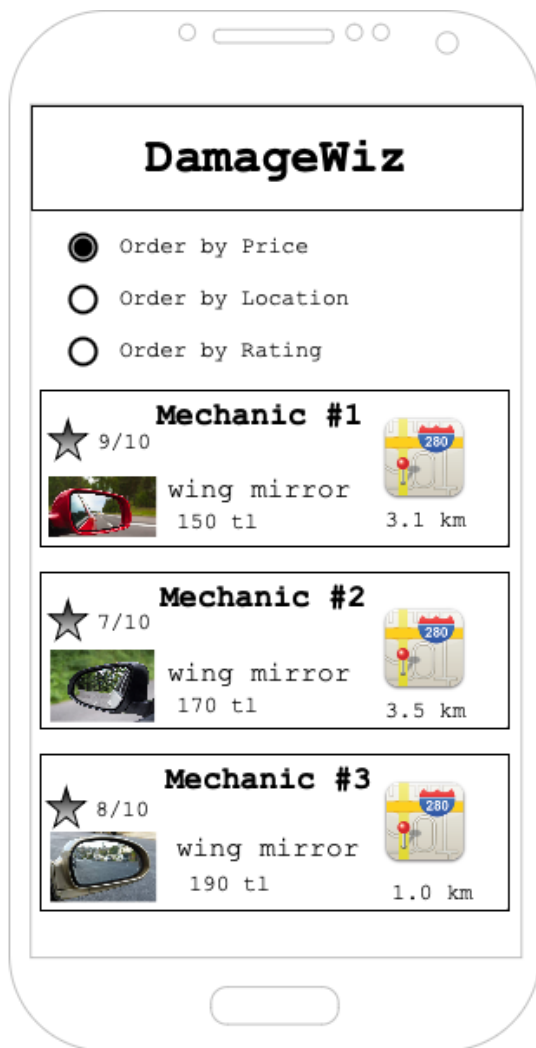 DamageWiz
Order by Price
Order by Location
Order by Rating
Mechanic #1
9/10
280
wing mirror
150 tl
3.1 km
Mechanic #2
7/10
280
wing mirror
170 tl
3.5 km
Mechanic #3
8/10
280
wing mirror
190 tl
1.0 km